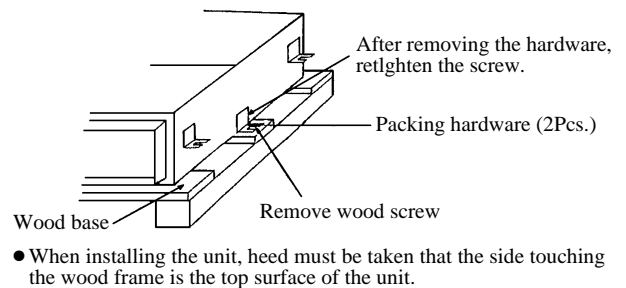 After removing the hardware,
retlghten the screw.
Packing hardware (2Pcs.)
Remove wood screw
Wood base
● When installing the unit, heed must be taken that the side touching
the wood frame is the top surface of the unit.